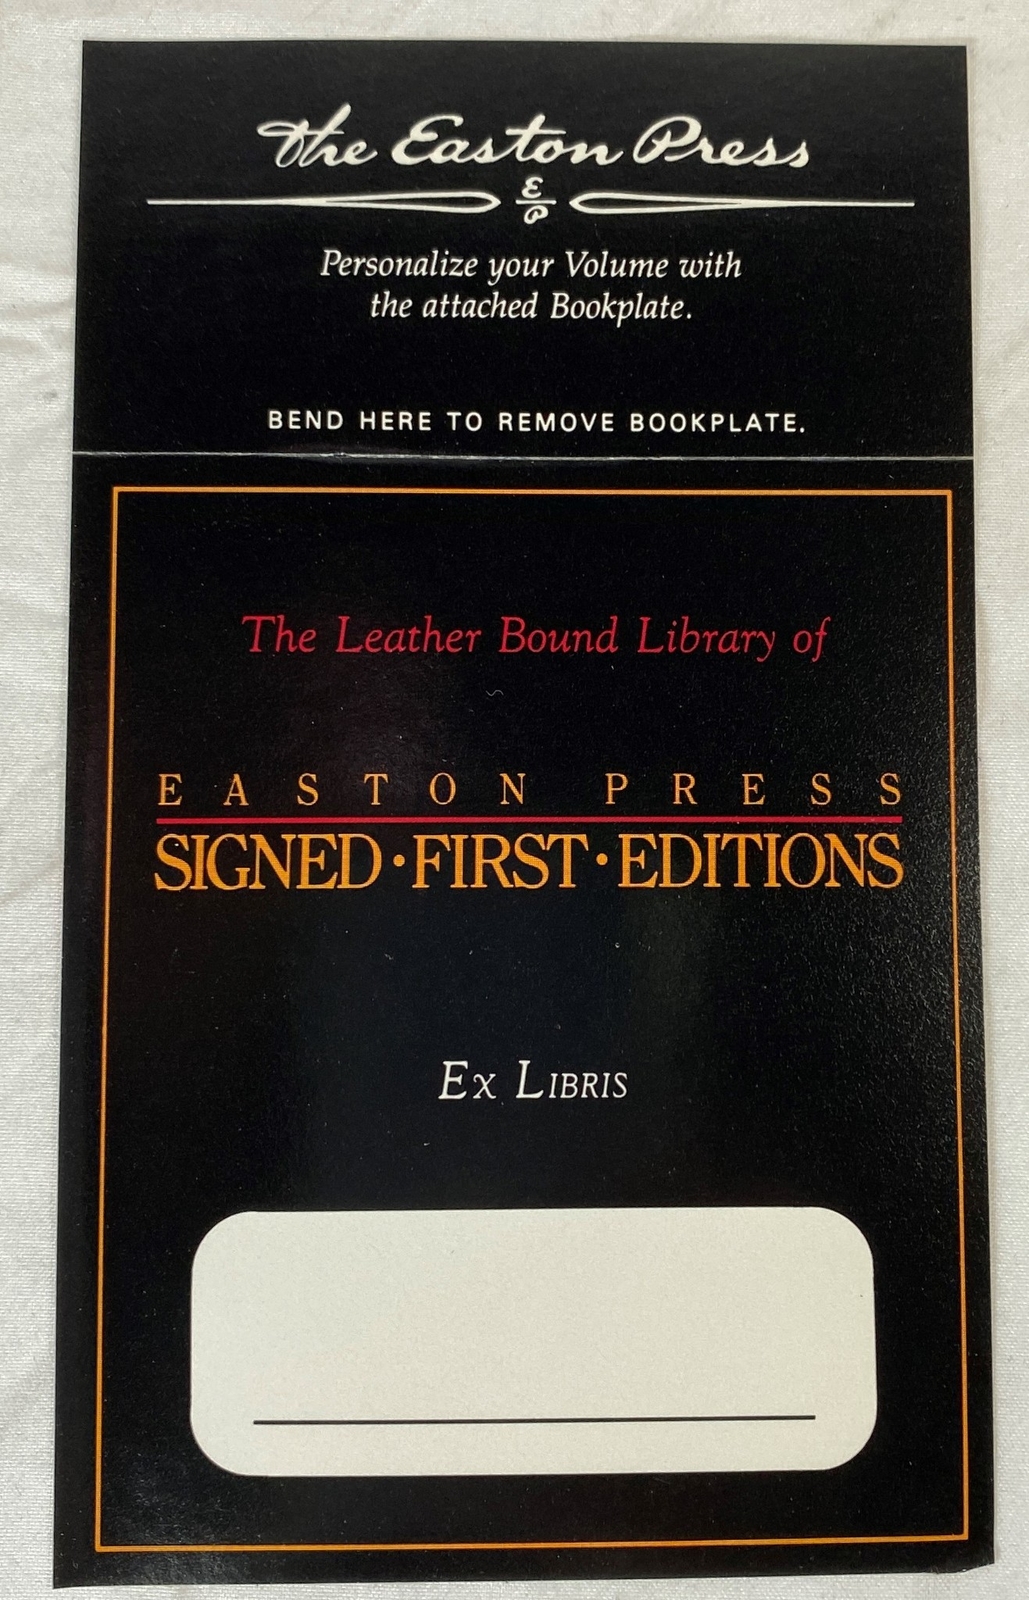 The Easton Press
E
P
Personalize your Volume with
the attached Bookplate.
BEND HERE TO REMOVE BOOKPLATE.
The Leather Bound Library of
EASTON PRESS
SIGNED·FIRST·EDITIONS
EX LIBRIS